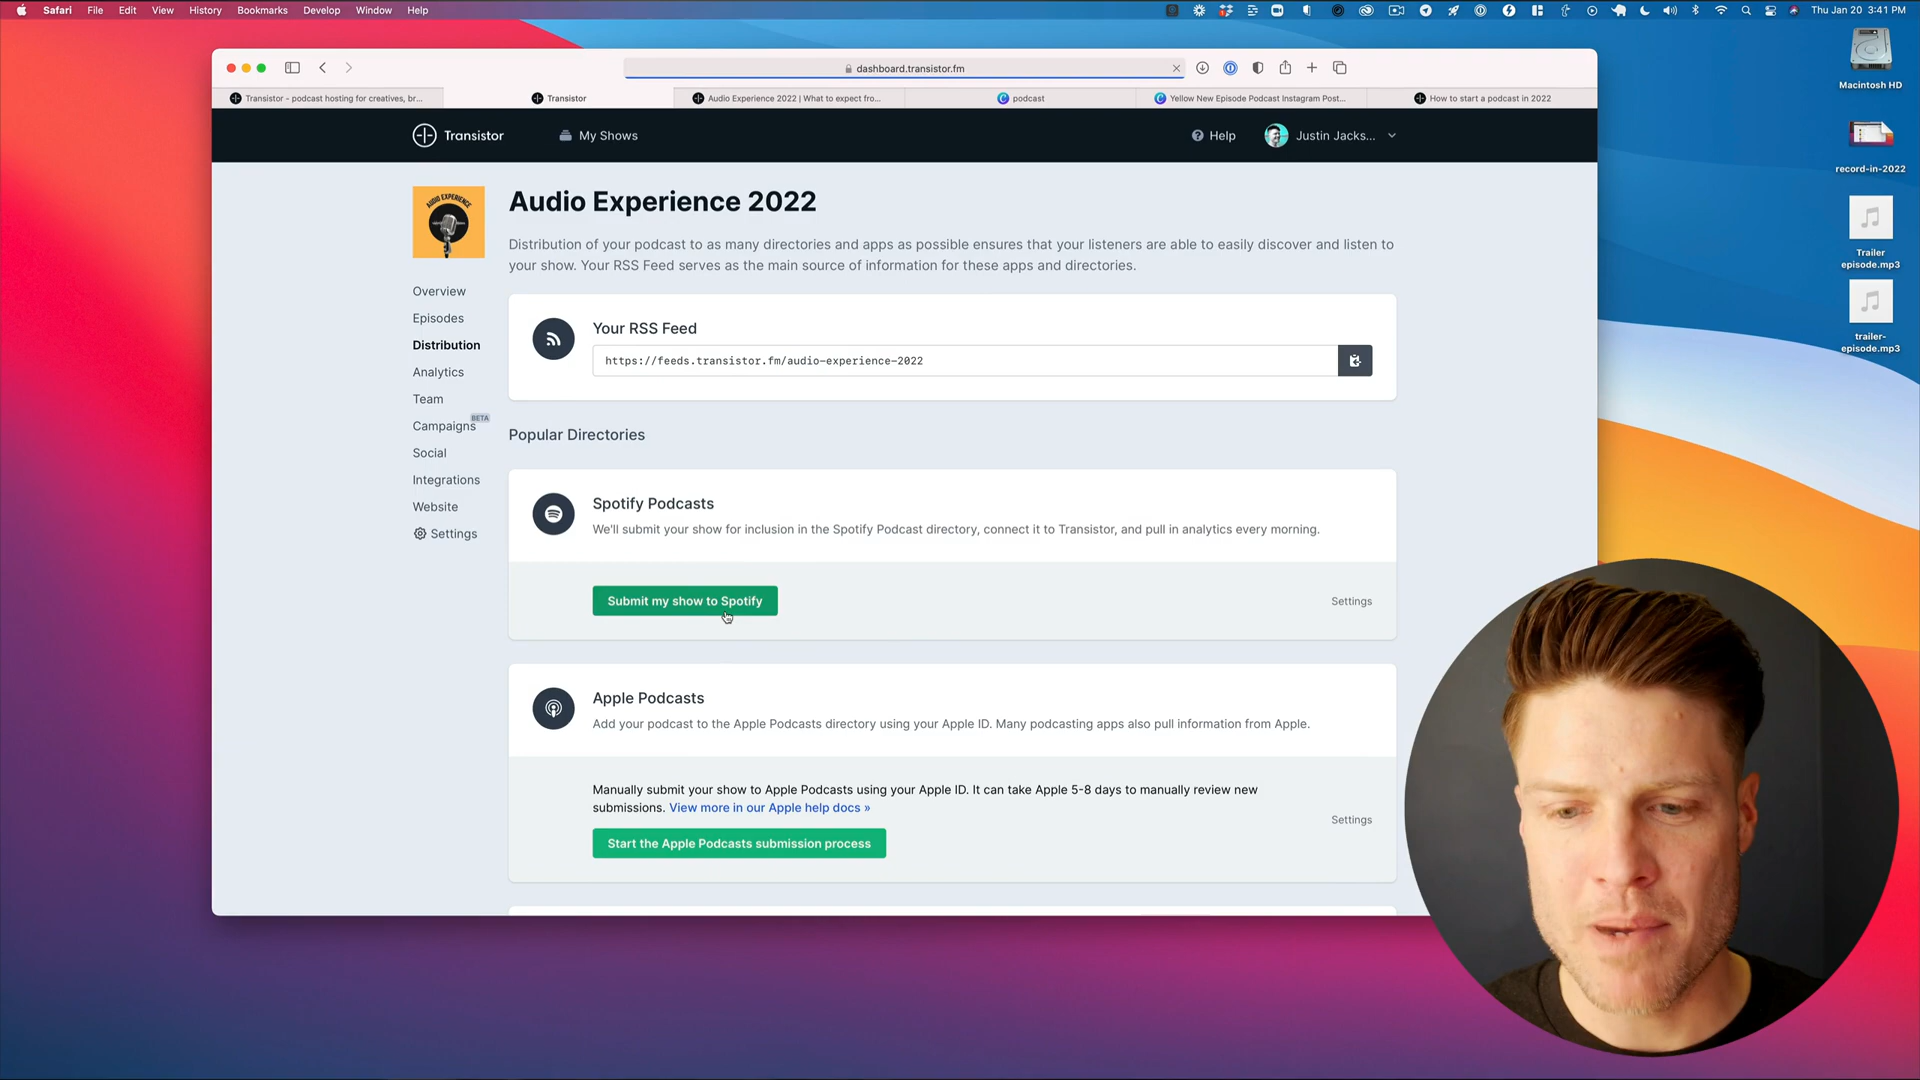 Safari File Edit View History Bookmarks Develop Window Help
Thu Jan 20 3:41 PM
dashboard.transistor.fm
Transistor - podcast hosting for creatives, br...
Transistor
Audio Experience 2022 | What to expect fro...
podcast
Yellow New Episode Podcast Instagram Post...
How to start a podcast in 2022
Transistor
My Shows
Help
Justin Jacks...
AUDIO EXPERIENCE
Overview
Episodes
Distribution
Analytics
Team
Campaigns BETA
Social
Integrations
Website
Settings
Audio Experience 2022
Distribution of your podcast to as many directories and apps as possible ensures that your listeners are able to easily discover and listen to
your show. Your RSS Feed serves as the main source of information for these apps and directories.
Your RSS Feed
https://feeds.transistor.fm/audio-experience-2022
Popular Directories
Spotify Podcasts
We'll submit your show for inclusion in the Spotify Podcast directory, connect it to Transistor, and pull in analytics every morning.
Submit my show to Spotify
Settings
Apple Podcasts
Add your podcast to the Apple Podcasts directory using your Apple ID. Many podcasting apps also pull information from Apple.
Manually submit your show to Apple Podcasts using your Apple ID. It can take Apple 5-8 days to manually review new
submissions. View more in our Apple help docs »
Settings
Start the Apple Podcasts submission process
Macintosh HD
record-in-2022
Trailer
episode.mp3
trailer-
episode.mp3